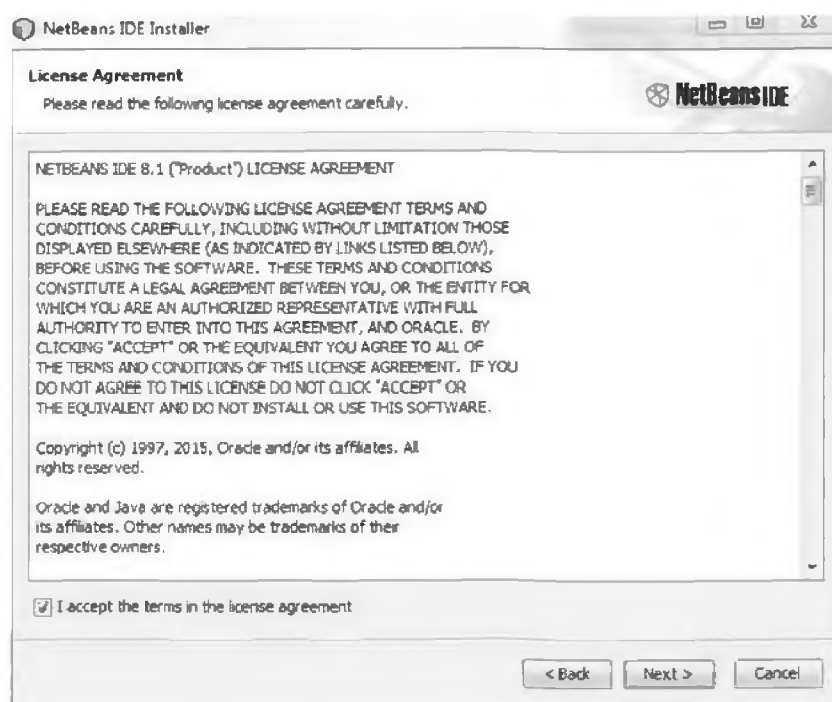 NetBeans IDE Installer
License Agreement
Please read the following license agreement carefully.
NetBeans IDE
NETBEANS IDE 8.1 ("Product") LICENSE AGREEMENT
PLEASE READ THE FOLLOWING LICENSE AGREEMENT TERMS AND
CONDITIONS CAREFULLY, INCLUDING WITHOUT LIMITATION THOSE
DISPLAYED ELSEWHERE (AS INDICATED BY LINKS LISTED BELOW),
BEFORE USING THE SOFTWARE. THESE TERMS AND CONDITIONS
CONSTITUTE A LEGAL AGREEMENT BETWEEN YOU, OR THE ENTITY FOR
WHICH YOU ARE AN AUTHORIZED REPRESENTATIVE WITH FULL
AUTHORITY TO ENTER INTO THIS AGREEMENT, AND ORACLE. BY
CLICKING "ACCEPT" OR THE EQUIVALENT YOU AGREE TO ALL OF
THE TERMS AND CONDITIONS OF THIS LICENSE AGREEMENT. IF YOU
DO NOT AGREE TO THIS LICENSE DO NOT CLICK "ACCEPT" OR
THE EQUIVALENT AND DO NOT INSTALL OR USE THIS SOFTWARE.
Copyright (c) 1997, 2015, Oracle and/or its affiliates. All
rights reserved.
Oracle and Java are registered trademarks of Oracle and/or
its affiliates. Other names may be trademarks of their
respective owners.
I accept the terms in the license agreement
< Back Next > Cancel